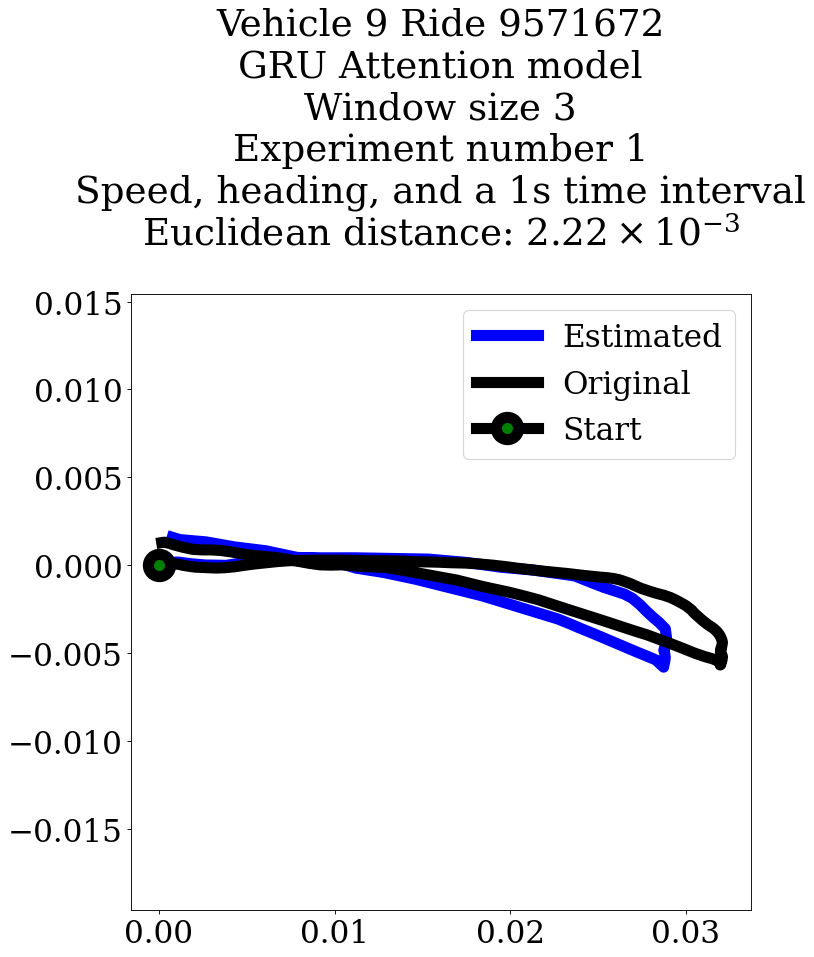 Vehicle 9 Ride 9571672
GRU Attention model
Window size 3
Experiment number 1
Speed, heading, and a 1s time interval
Euclidean distance: 2.22 × 10⁻³
Estimated
Original
Start
0.015
0.010
0.005
0.000
−0.005
−0.010
−0.015
0.00 0.01 0.02 0.03